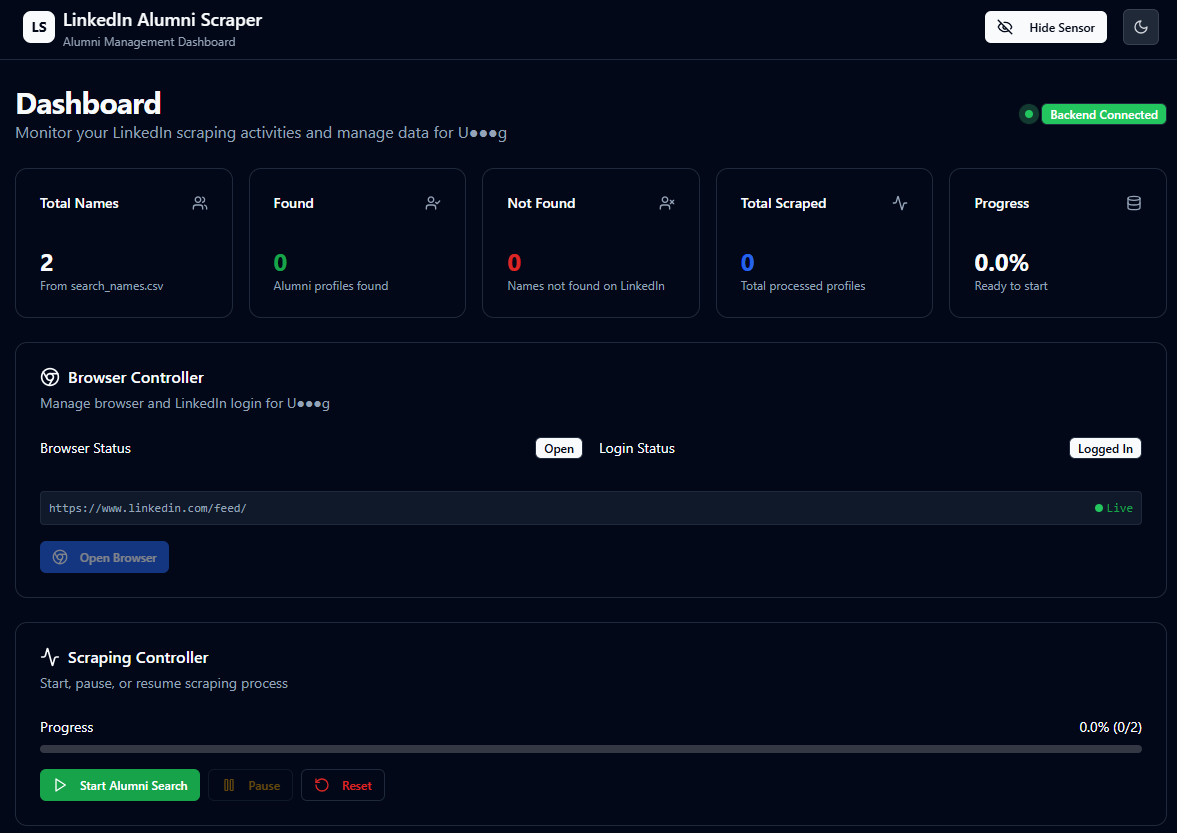 LS
LinkedIn Alumni Scraper
Alumni Management Dashboard
Hide Sensor
Dashboard
Monitor your LinkedIn scraping activities and manage data for U●●●g
Backend Connected
Total Names
2
From search_names.csv
Found
0
Alumni profiles found
Not Found
0
Names not found on LinkedIn
Total Scraped
0
Total processed profiles
Progress
0.0%
Ready to start
Browser Controller
Manage browser and LinkedIn login for U●●●g
Browser Status
Open
Login Status
Logged In
https://www.linkedin.com/feed/
Live
Open Browser
Scraping Controller
Start, pause, or resume scraping process
Progress
0.0% (0/2)
Start Alumni Search
Pause
Reset